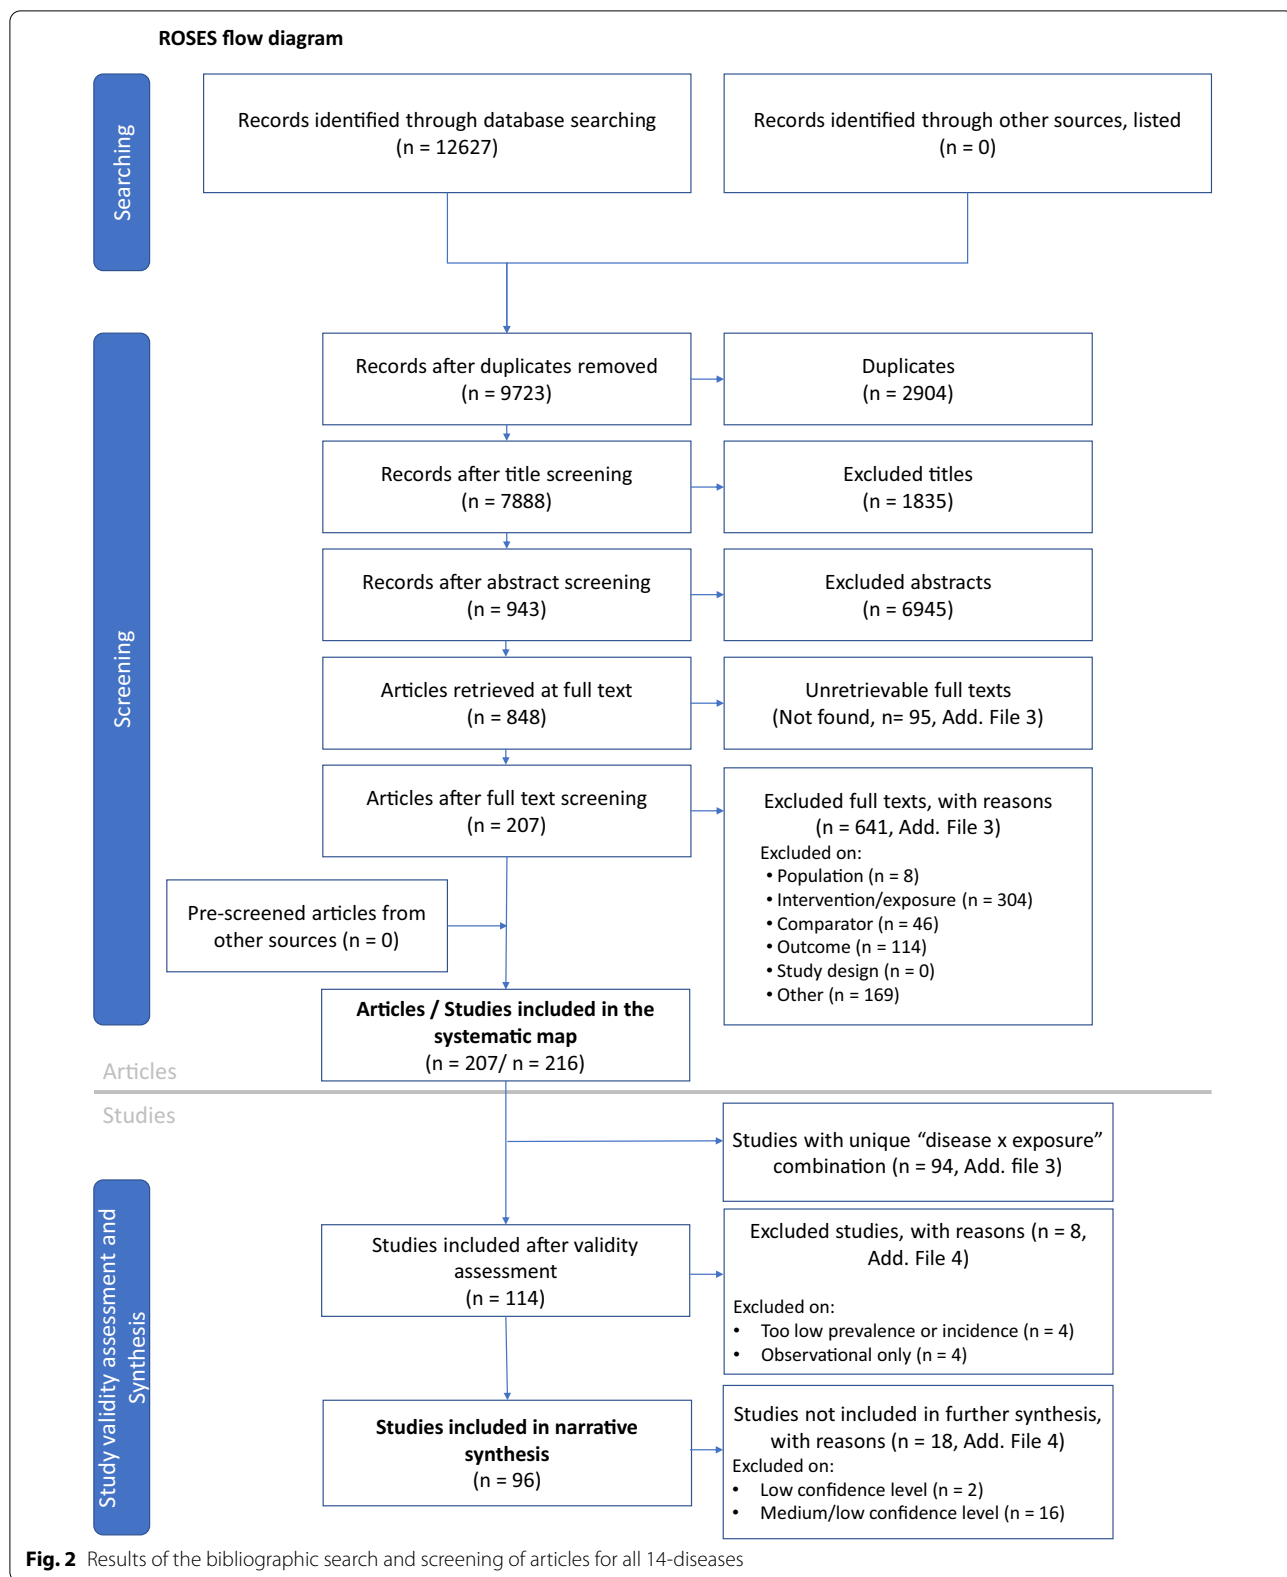 ROSES flow diagram
Searching
Records identified through database searching
(n = 12627)
Records identified through other sources, listed
(n = 0)
Screening
Records after duplicates removed
(n = 9723)
Duplicates
(n = 2904)
Records after title screening
(n = 7888)
Excluded titles
(n = 1835)
Records after abstract screening
(n = 943)
Excluded abstracts
(n = 6945)
Articles retrieved at full text
(n = 848)
Unretrievable full texts
(Not found, n= 95, Add. File 3)
Articles after full text screening
(n = 207)
Excluded full texts, with reasons
(n = 641, Add. File 3)
Excluded on:
• Population (n = 8)
• Intervention/exposure (n = 304)
• Comparator (n = 46)
• Outcome (n = 114)
• Study design (n = 0)
• Other (n = 169)
Pre-screened articles from
other sources (n = 0)
Articles / Studies included in the
systematic map
(n = 207/ n = 216)
Articles
Studies
Studies with unique “disease x exposure”
combination (n = 94, Add. file 3)
Study validity assessment and
Synthesis
Studies included after validity
assessment
(n = 114)
Excluded studies, with reasons (n = 8,
Add. File 4)
Excluded on:
• Too low prevalence or incidence (n = 4)
• Observational only (n = 4)
Studies included in narrative
synthesis
(n = 96)
Studies not included in further synthesis,
with reasons (n = 18, Add. File 4)
Excluded on:
• Low confidence level (n = 2)
• Medium/low confidence level (n = 16)
Fig. 2 Results of the bibliographic search and screening of articles for all 14-diseases